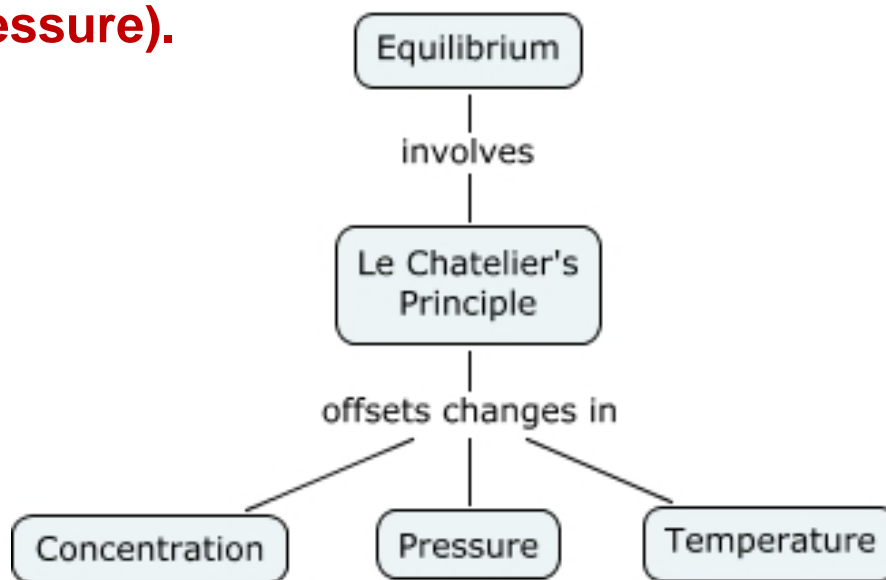 essure).
Equilibrium
involves
Le Chatelier's
Principle
offsets changes in
Concentration
Pressure
Temperature